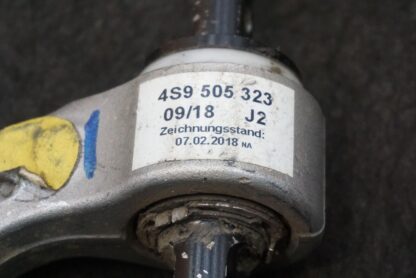 4S9 505 323
09/18 J2
Zeichnungsstand:
07.02.2018 NA